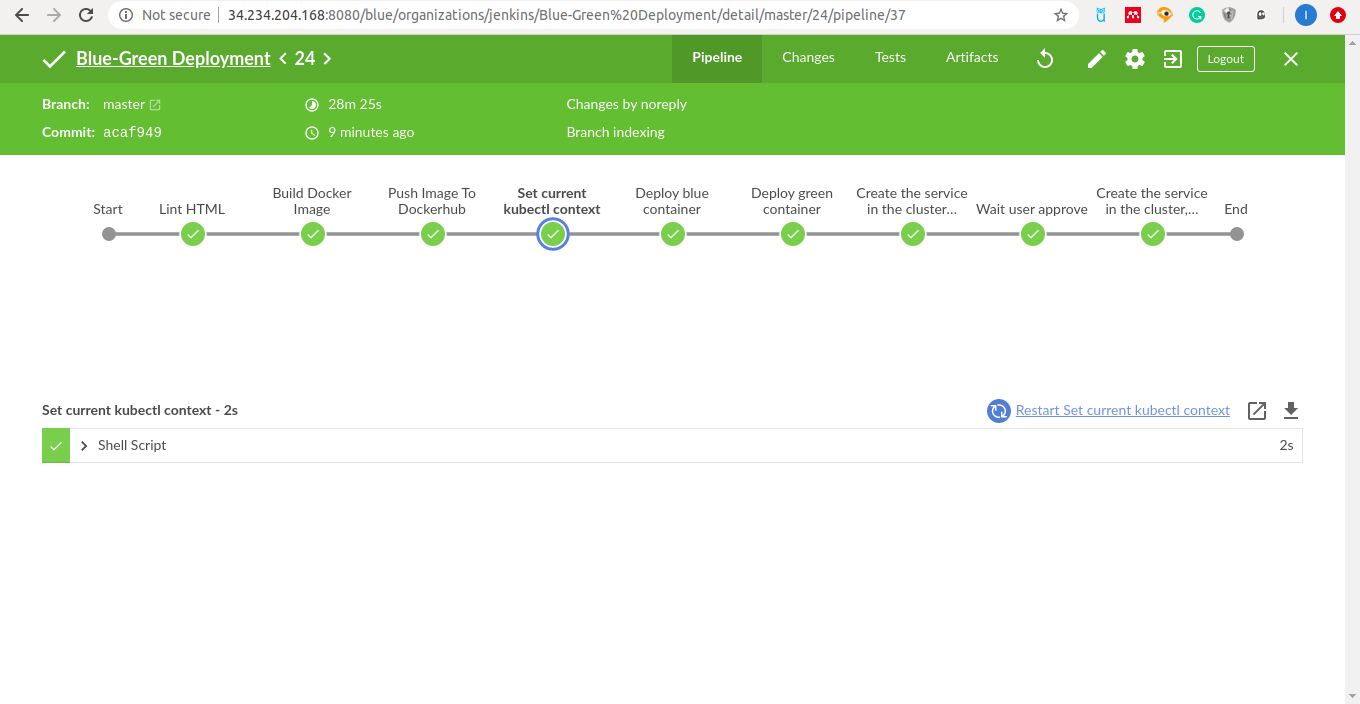 Not secure
34.234.204.168:8080/blue/organizations/jenkins/Blue-Green%20Deployment/detail/master/24/pipeline/37
Blue-Green Deployment < 24 >
Pipeline
Changes
Tests
Artifacts
Logout
Branch: master
28m 25s
Changes by noreply
Commit: acaf949
9 minutes ago
Branch indexing
Start
Lint HTML
Build Docker
Image
Push Image To
Dockerhub
Set current
kubectl context
Deploy blue
container
Deploy green
container
Create the service
in the cluster...
Wait user approve
Create the service
in the cluster,...
End
Set current kubectl context - 2s
Restart Set current kubectl context
Shell Script
2s